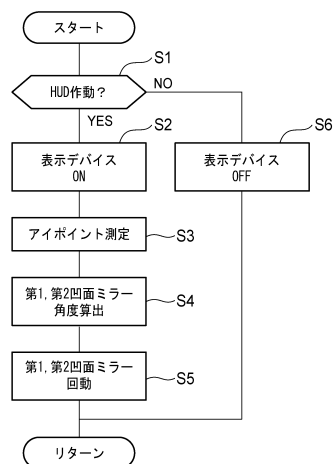 スタート
S1
HUD作動？
NO
YES
S2
表示デバイス
ON
S6
表示デバイス
OFF
アイポイント測定
S3
第1,第2凹面ミラー
角度算出
S4
第1,第2凹面ミラー
回動
S5
リターン